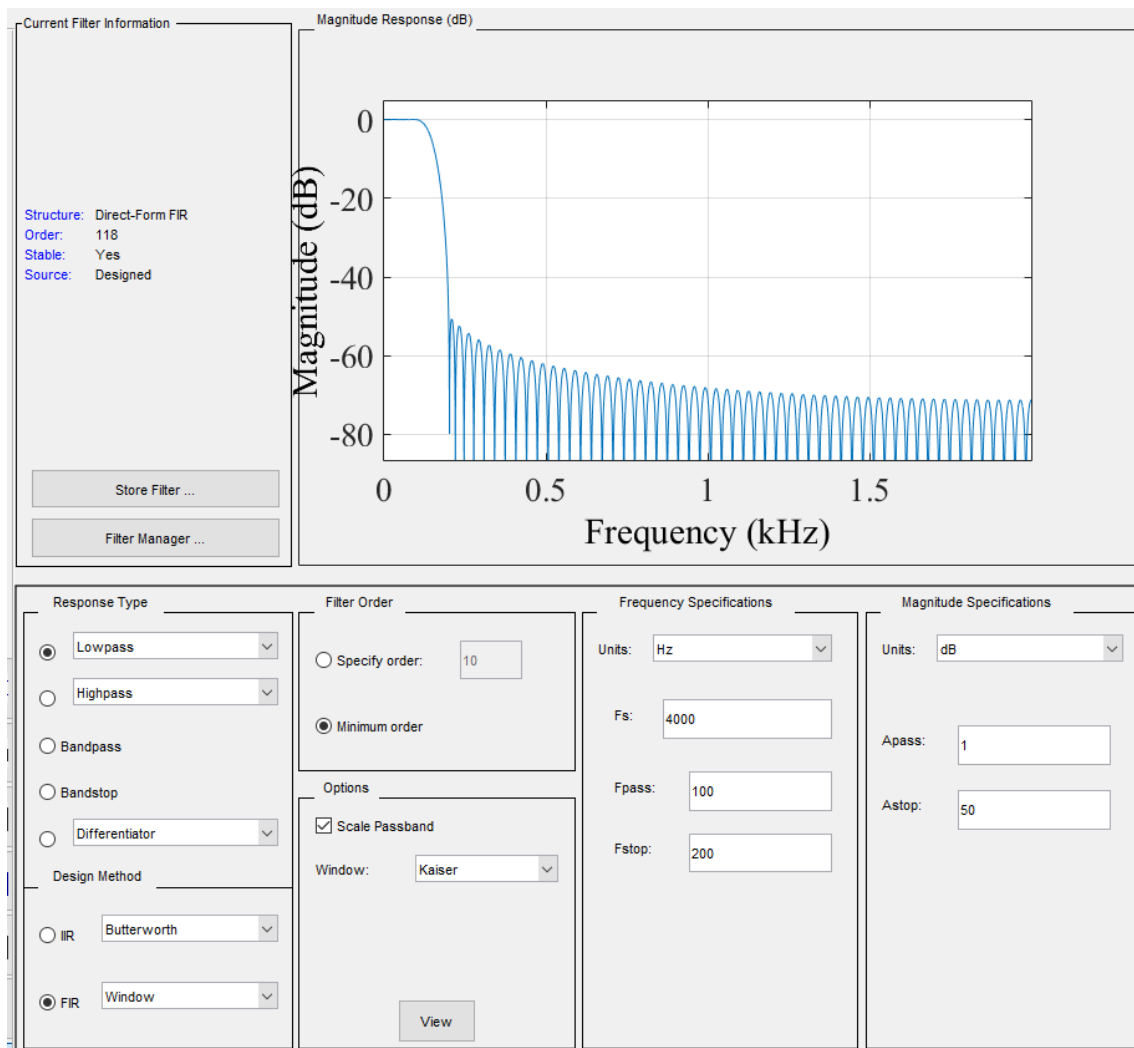 Current Filter Information
Structure: Direct-Form FIR
Order: 118
Stable: Yes
Source: Designed
Store Filter ...
Filter Manager ...
Magnitude Response (dB)
Magnitude (dB)
0
-20
-40
-60
-80
0 0.5 1 1.5
Frequency (kHz)
Response Type
Lowpass
Highpass
Bandpass
Bandstop
Differentiator
Design Method
IIR Butterworth
FIR Window
Filter Order
Specify order: 10
Minimum order
Options
Scale Passband
Window: Kaiser
View
Frequency Specifications
Units: Hz
Fs: 4000
Fpass: 100
Fstop: 200
Magnitude Specifications
Units: dB
Apass: 1
Astop: 50